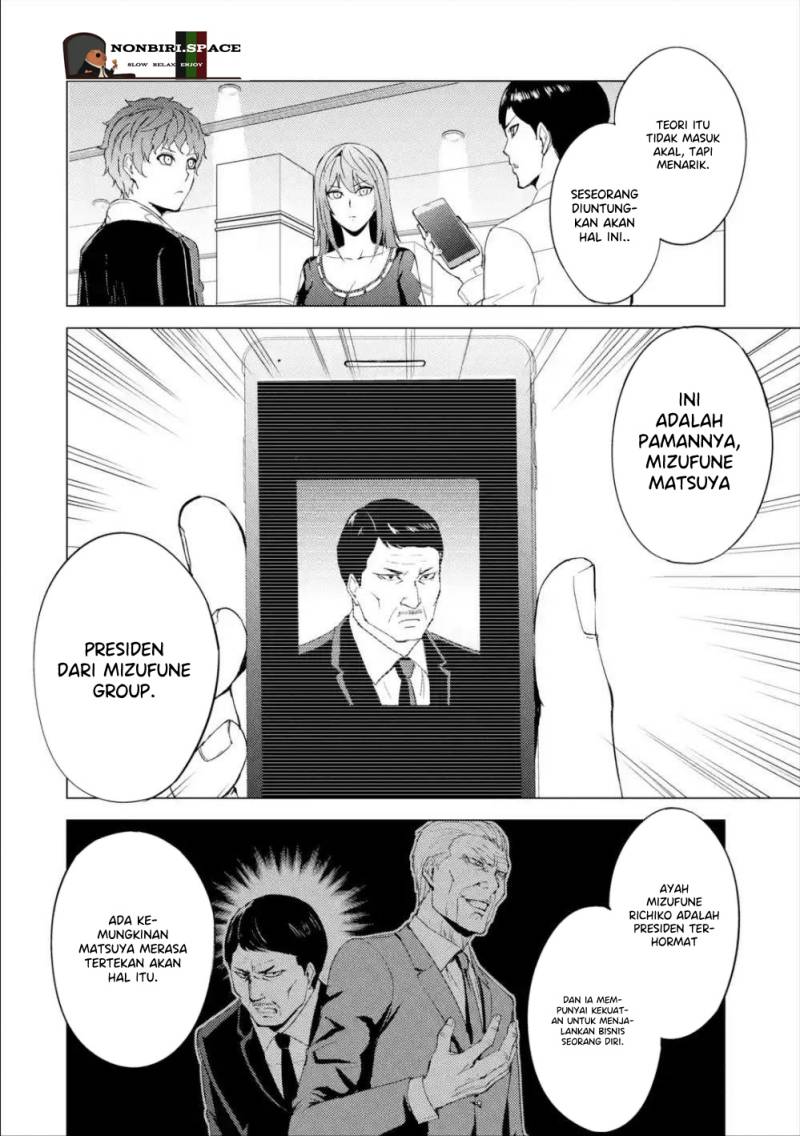 NONBIRI.SPACE
SLOW RELAX ENJOY
TEORI ITU
TIDAK MASUK
AKAL, TAPI
MENARIK.
SESEORANG
DIUNTUNG-
KAN AKAN
HAL INI..
INI
ADALAH
PAMANNYA,
MIZUFUNE
MATSUYA
PRESIDEN
DARI MIZUFUNE
GROUP.
AYAH
MIZUFUNE
RICHIKO ADALAH
PRESIDEN TER-
HORMAT
DAN IA MEM-
PUNYAI KEKUAT-
AN UNTUK MENJA-
LANKAN BISNIS
SEORANG DIRI.
ADA KE-
MUNGKINAN
MATSUYA MERASA
TERTEKAN AKAN
HAL ITU.